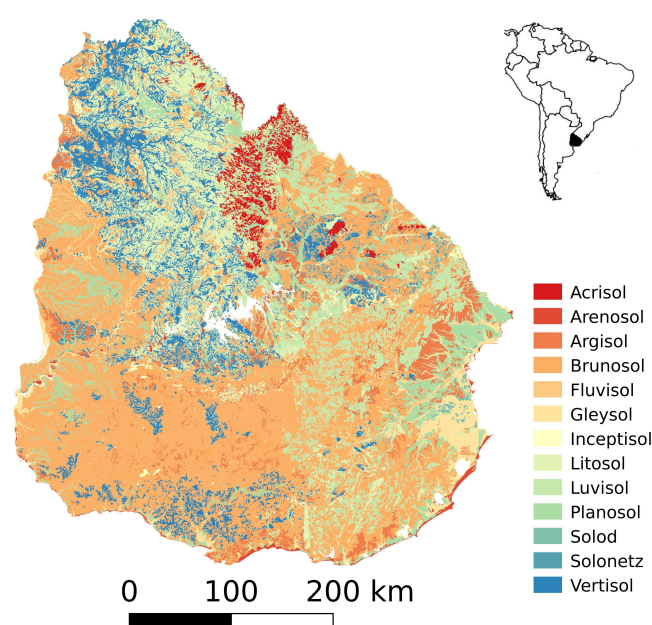 Acrisol
Arenosol
Argisol
Brunosol
Fluvisol
Gleysol
Inceptisol
Litosol
Luvisol
Planosol
Solod
Solonetz
Vertisol
0 100 200 km